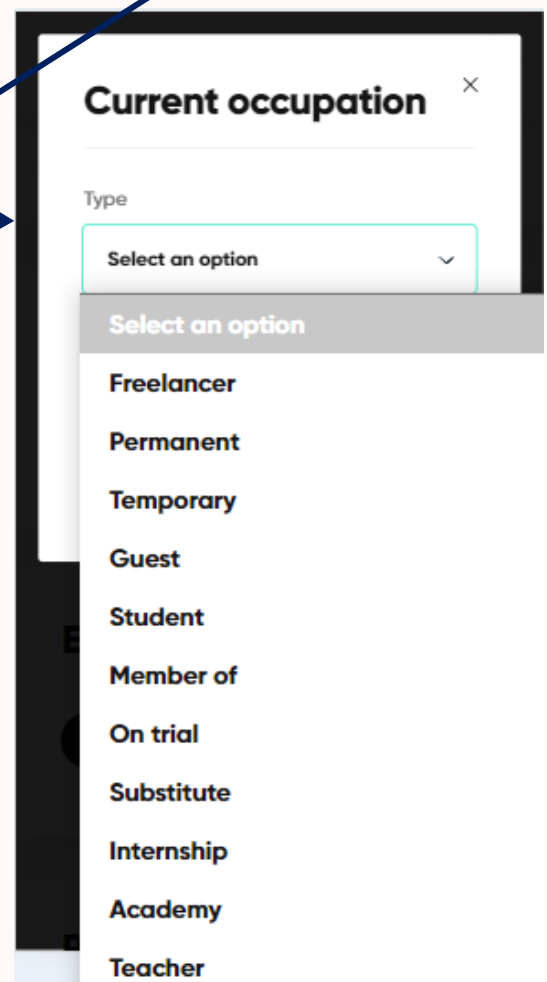 Current occupation
Type
Select an option
Select an option
Freelancer
Permanent
Temporary
Guest
Student
Member of
On trial
Substitute
Internship
Academy
Teacher